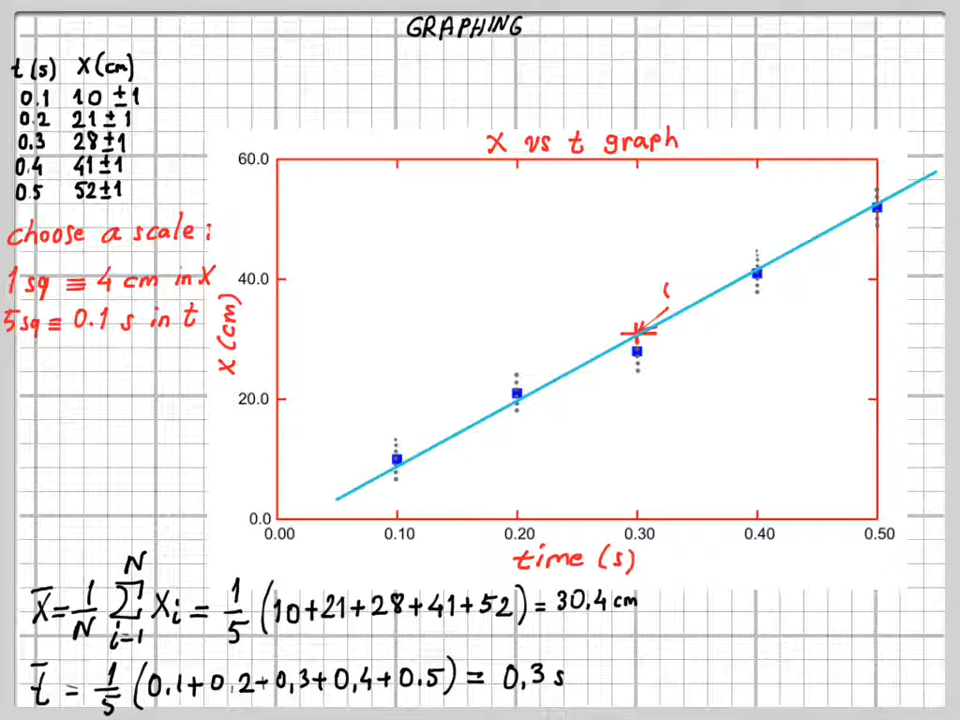 GRAPHING
t (s) X (cm)
0.1 10 ± 1
0.2 21 ± 1
0.3 28 ± 1
0.4 41 ± 1
0.5 52 ± 1
choose a scale :
1 sq ≡ 4 cm in X
5 sq ≡ 0.1 s in t
X vs t graph
60.0
40.0
20.0
0.0
X (cm)
(
0.00 0.10 0.20 0.30 0.40 0.50
time (s)
X̄ = 1/N ∑_{i=1}^{N} Xi = 1/5 (10+21+28+41+52) = 30.4 cm
t̄ = 1/5 (0.1+0.2+0,3+0,4+0.5) = 0,3 s